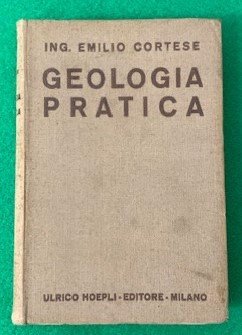 ING. EMILIO CORTESE
GEOLOGIA
PRATICA
ULRICO HOEPLI-EDITORE-MILANO